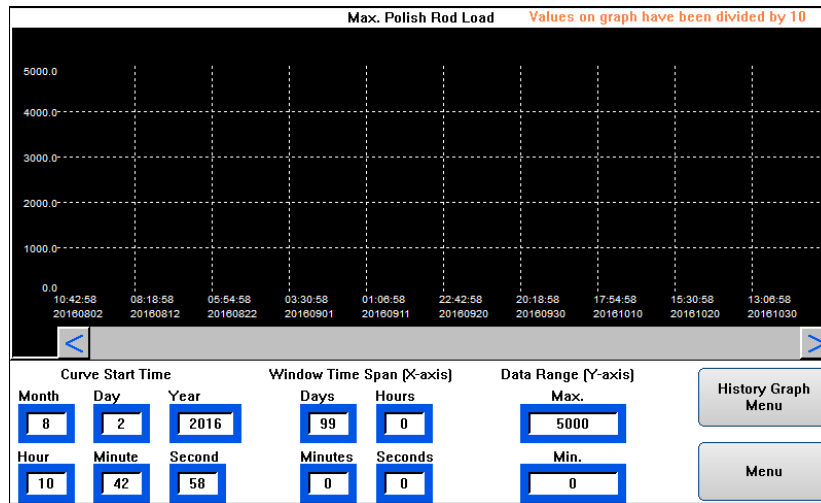 Max. Polish Rod Load Values on graph have been divided by 10
5000.0
4000.0
3000.0
2000.0
1000.0
0.0
10:42:58 08:18:58 05:54:58 03:30:58 01:06:58 22:42:58 20:18:58 17:54:58 15:30:58 13:06:58
20160802 20160812 20160822 20160901 20160911 20160920 20160930 20161010 20161020 20161030
< >
Curve Start Time Window Time Span (X-axis) Data Range (Y-axis)
Month Day Year Days Hours Max.
8 2 2016 99 0 5000
History Graph
Menu
Hour Minute Second Minutes Seconds Min.
10 42 58 0 0 0
Menu